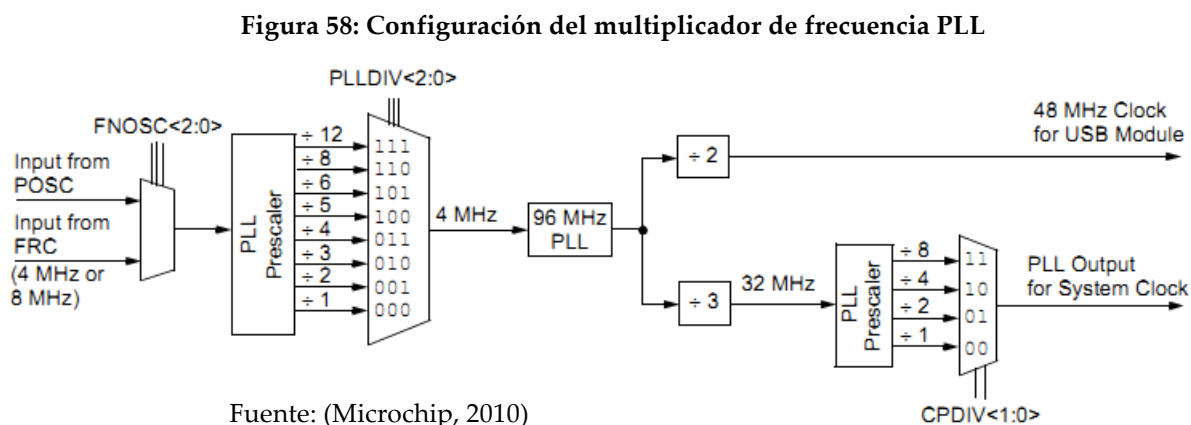 Figura 58: Configuración del multiplicador de frecuencia PLL
PLLDIV<2:0>
FNOSC<2:0>
Input from
POSC
Input from
FRC
(4 MHz or
8 MHz)
PLL
Prescaler
÷ 12
÷ 8
÷ 6
÷ 5
÷ 4
÷ 3
÷ 2
÷ 1
111
110
101
100
011
010
001
000
4 MHz
96 MHz
PLL
÷ 2
48 MHz Clock
for USB Module
÷ 3
32 MHz
PLL
Prescaler
÷ 8
÷ 4
÷ 2
÷ 1
11
10
01
00
PLL Output
for System Clock
CPDIV<1:0>
Fuente: (Microchip, 2010)